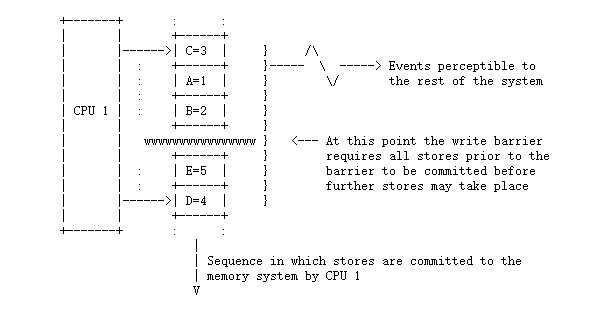 +-------+       :      :
|       |       +------+
|       |------>| C=3  |     }     /\
|       |  :    +------+     }-----  \  -----> Events perceptible to
|       |  :    | A=1  |     }        \/       the rest of the system
|       |  :    +------+     }
| CPU 1 |  :    | B=2  |     }
|       |       +------+     }
|       |   wwwwwwwwwwwwwwww }   <--- At this point the write barrier
|       |       +------+     }        requires all stores prior to the
|       |  :    | E=5  |     }        barrier to be committed before
|       |  :    +------+     }        further stores may take place
|       |------>| D=4  |     }
|       |       +------+
+-------+       :      :
                   |
                   | Sequence in which stores are committed to the
                   | memory system by CPU 1
                   V